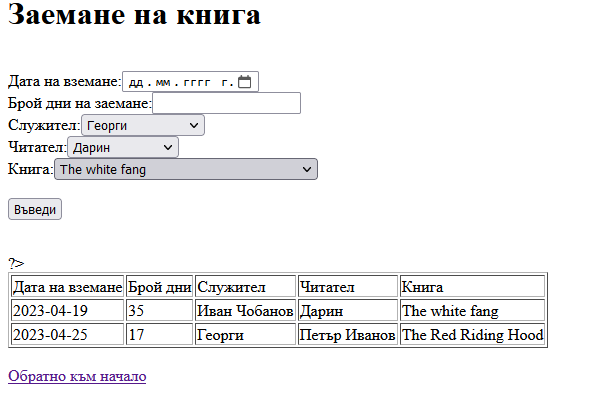 Заемане на книга
Дата на вземане: дд.мм.гггг г.
Брой дни на заемане:
Служител: Георги
Читател: Дарин
Книга: The white fang
Въведи
?>
Дата на вземане Брой дни Служител Читател Книга
2023-04-19 35 Иван Чобанов Дарин The white fang
2023-04-25 17 Георги Петър Иванов The Red Riding Hood
Обратно към начало